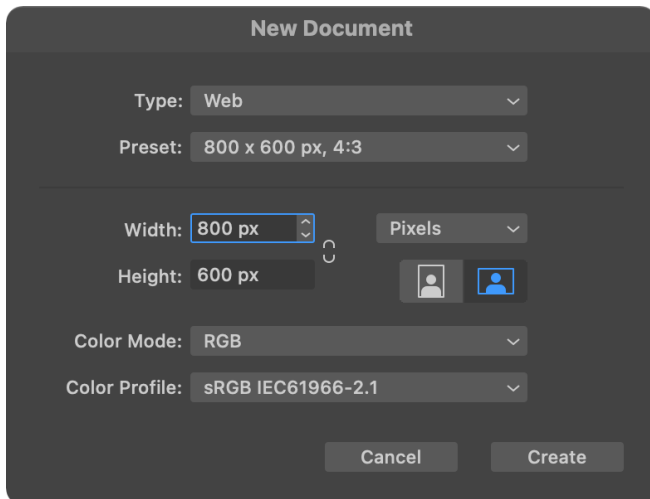 New Document
Type: Web
Preset: 800 x 600 px, 4:3
Width: 800 px Pixels
Height: 600 px
Color Mode: RGB
Color Profile: sRGB IEC61966-2.1
Cancel Create